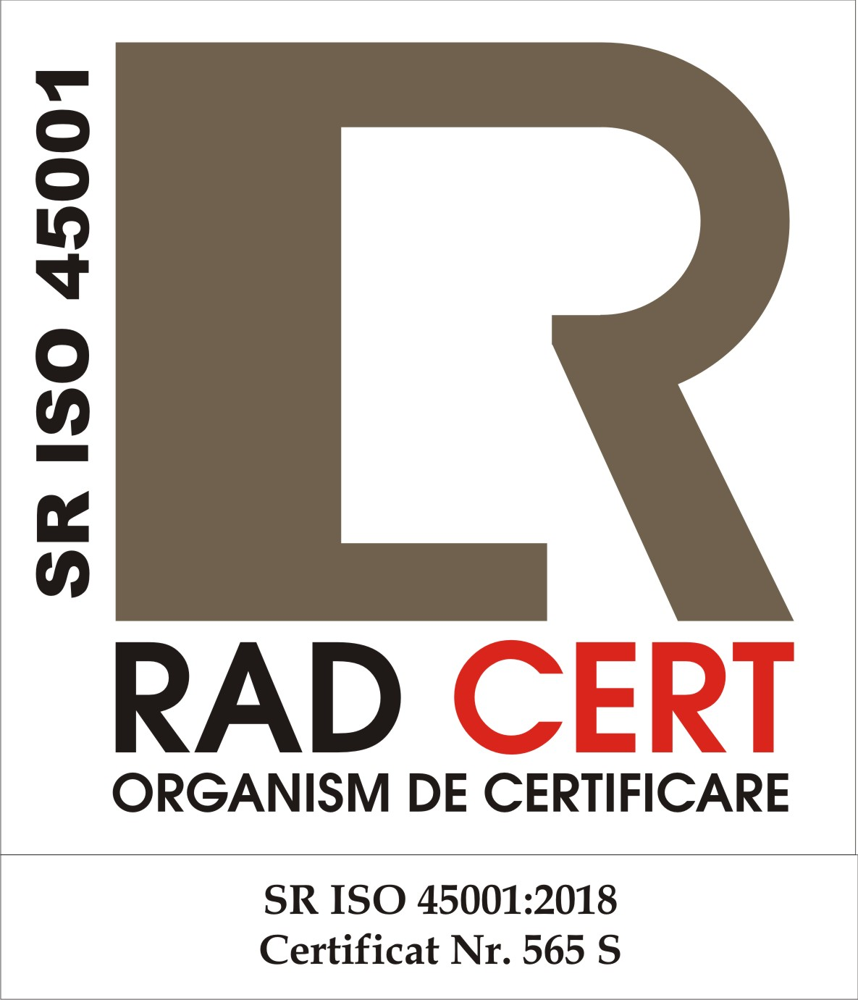 SR ISO 45001
RAD CERT
ORGANISM DE CERTIFICARE
SR ISO 45001:2018
Certificat Nr. 565 S